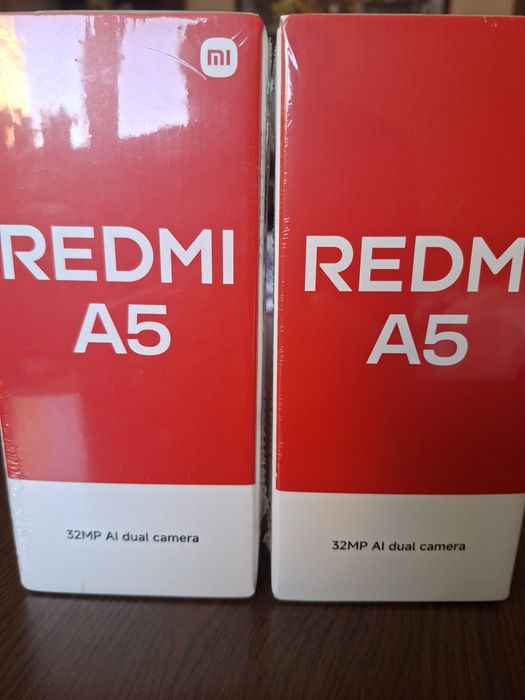 mi
REDMI
A5
32MP AI dual camera
REDM
A5
32MP AI dual camera